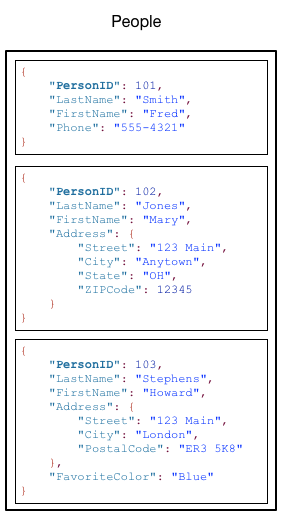 People
{
    "PersonID": 101,
    "LastName": "Smith",
    "FirstName": "Fred",
    "Phone": "555-4321"
}
{
    "PersonID": 102,
    "LastName": "Jones",
    "FirstName": "Mary",
    "Address": {
        "Street": "123 Main",
        "City": "Anytown",
        "State": "OH",
        "ZIPCode": 12345
    }
}
{
    "PersonID": 103,
    "LastName": "Stephens",
    "FirstName": "Howard",
    "Address": {
        "Street": "123 Main",
        "City": "London",
        "PostalCode": "ER3 5K8"
    },
    "FavoriteColor": "Blue"
}